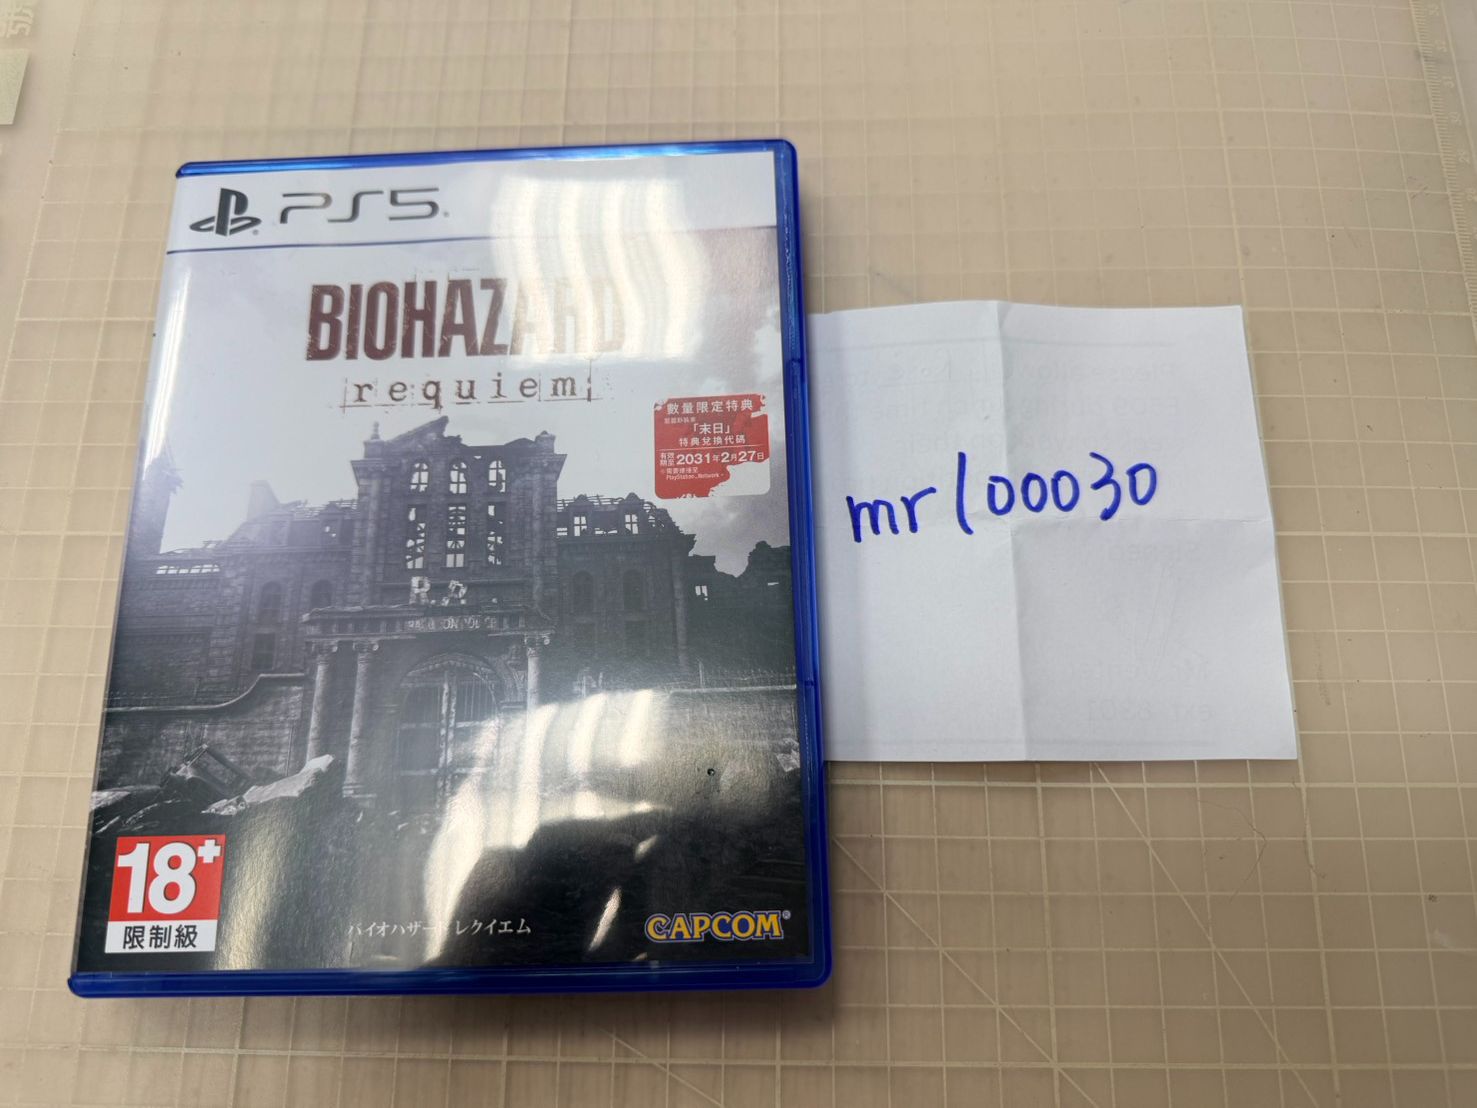 PS5
BIOHAZARD
requiem
數量限定特典
「末日」
特典兌換代碼
有效期至 2031年2月27日
PlayStation Network
mr100030
R.P.
18+
限制級
バイオハザード レクイエム
CAPCOM